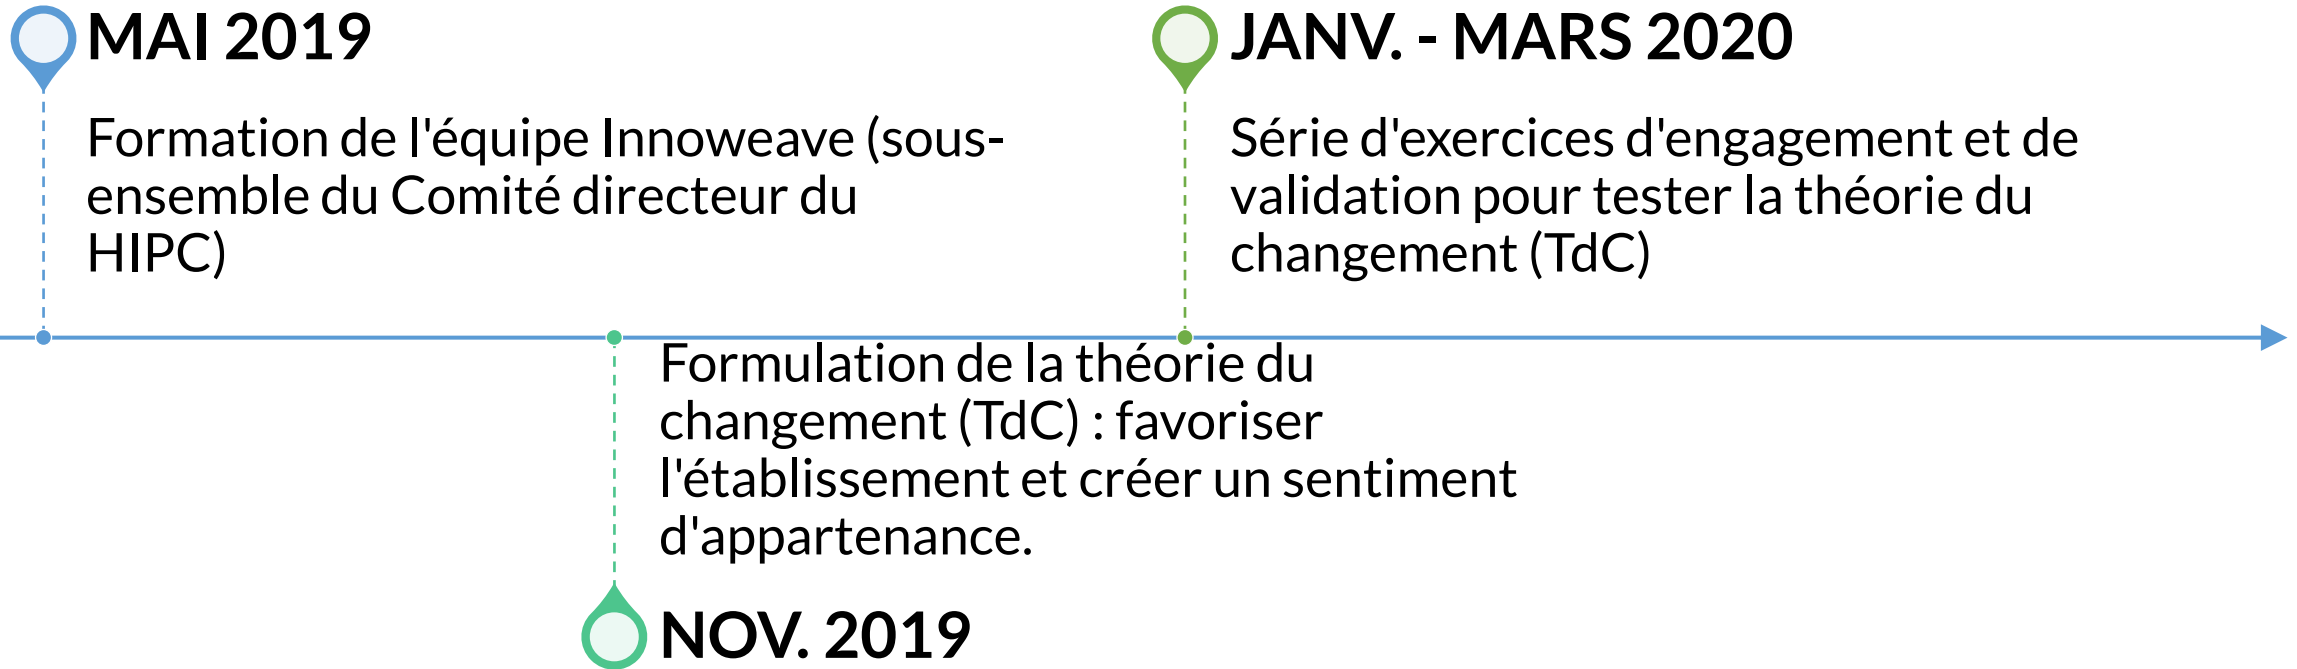 MAI 2019
Formation de l'équipe Innoweave (sous-
ensemble du Comité directeur du
HIPC)
JANV. - MARS 2020
Série d'exercices d'engagement et de
validation pour tester la théorie du
changement (TdC)
Formulation de la théorie du
changement (TdC) : favoriser
l'établissement et créer un sentiment
d'appartenance.
NOV. 2019